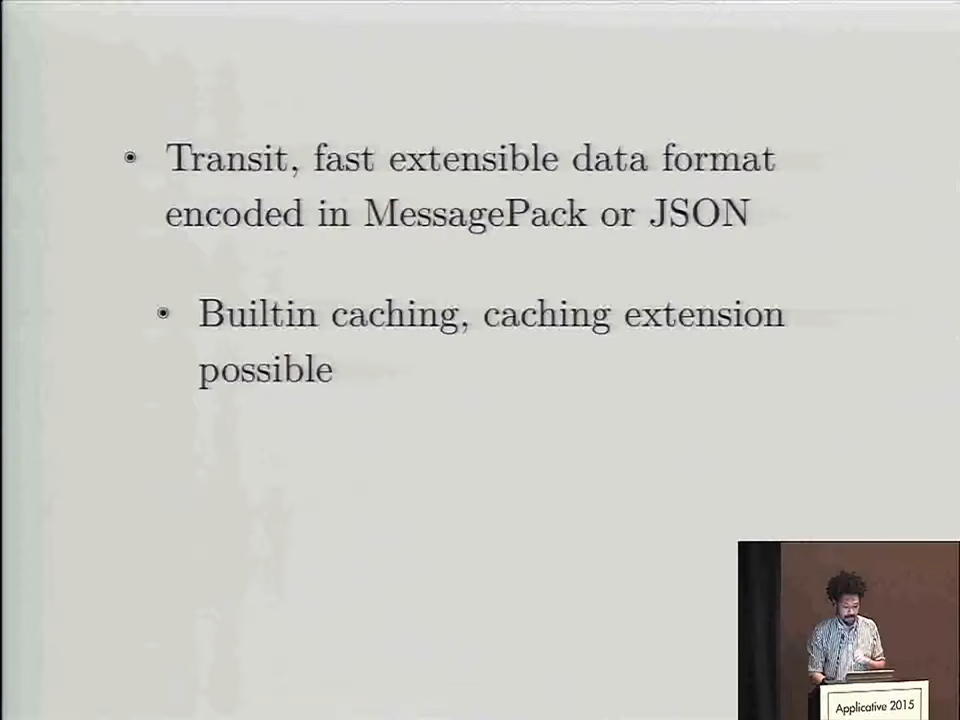 Transit, fast extensible data format
encoded in MessagePack or JSON
Builtin caching, caching extension
possible
Applicative 2015